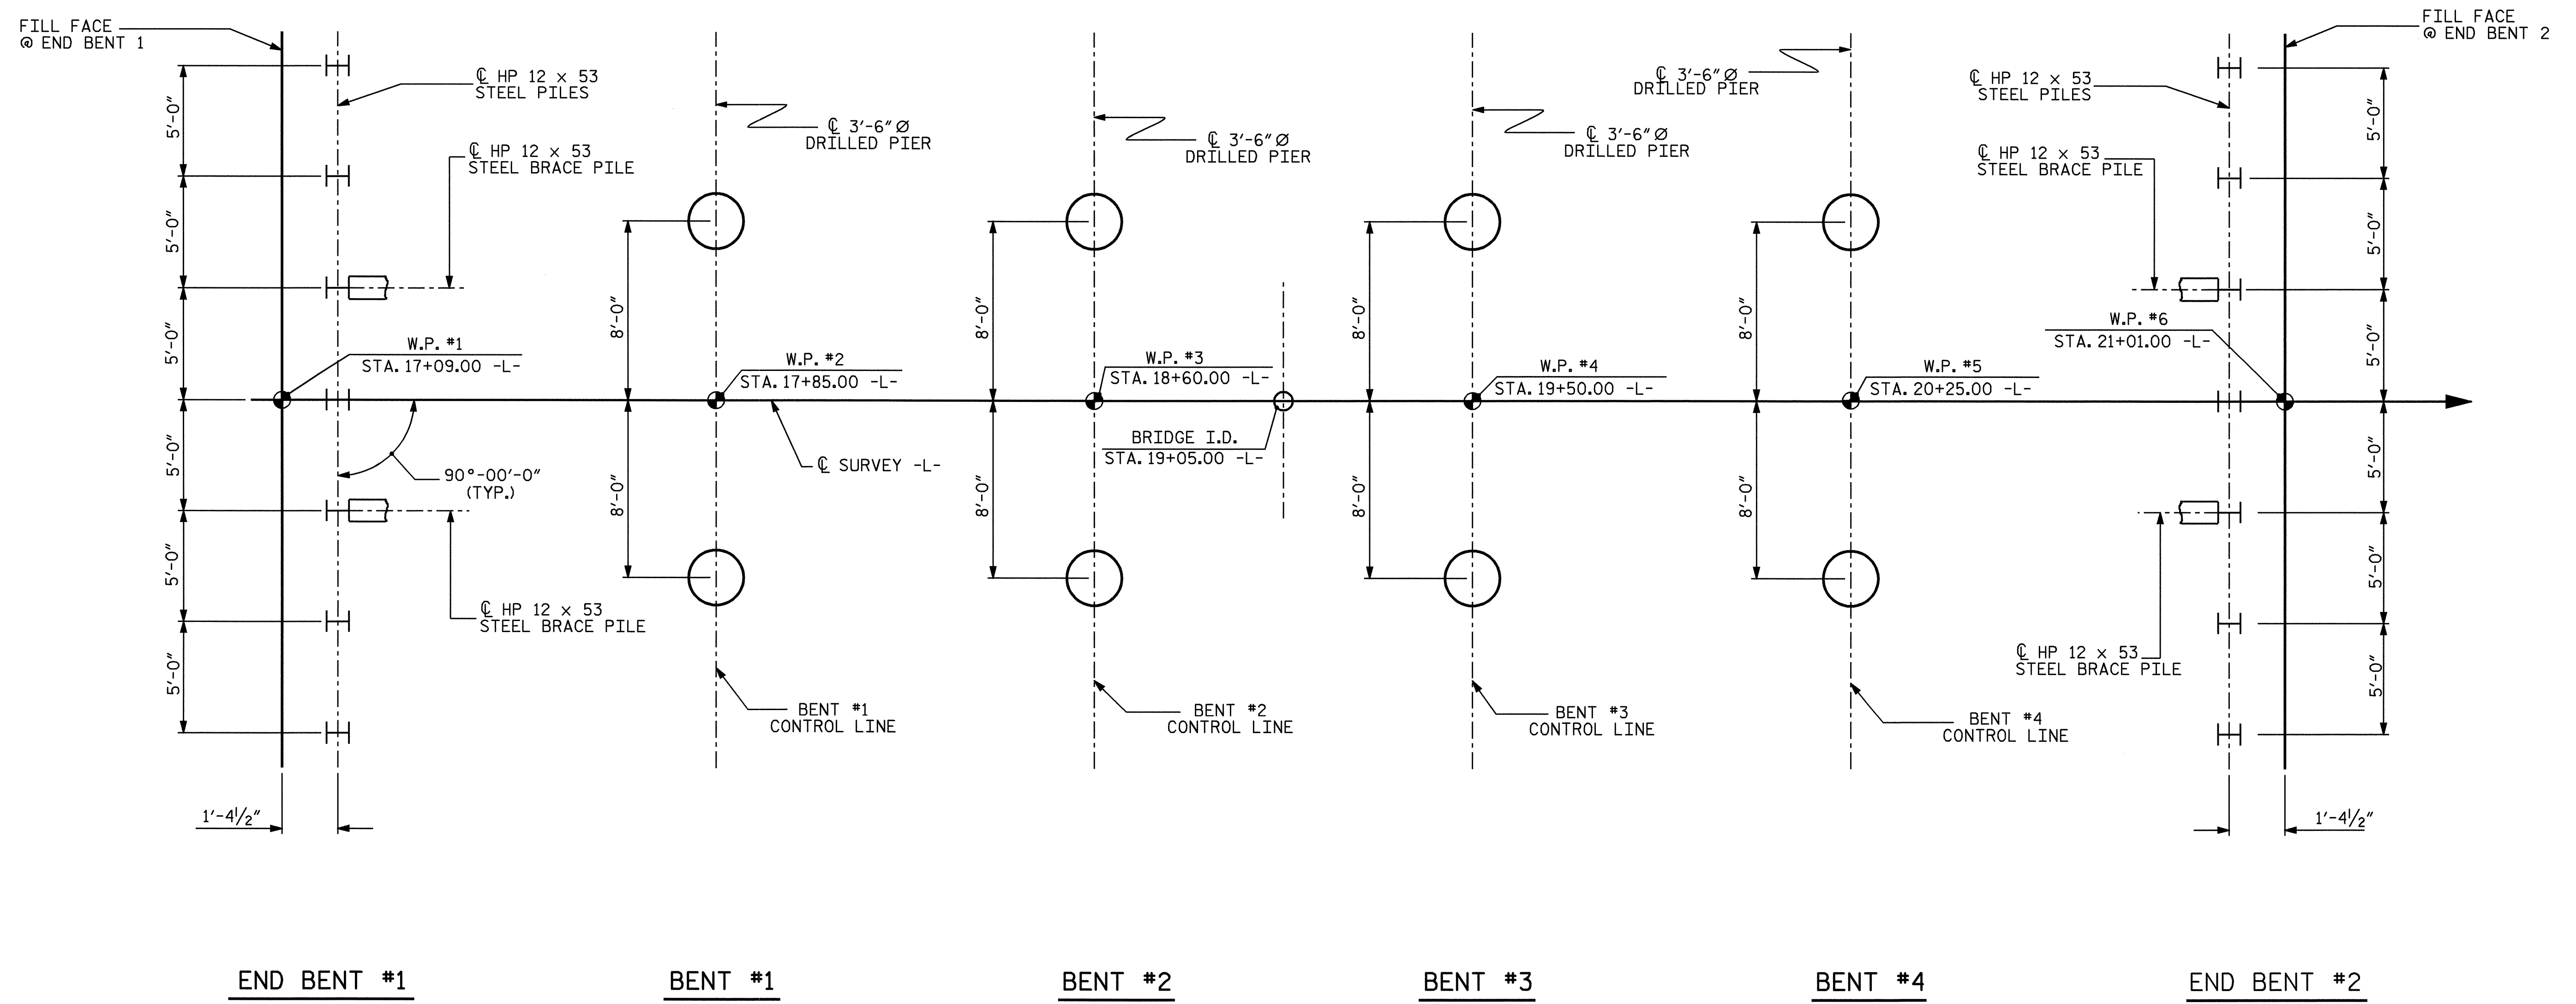 FILL FACE
@ END BENT 1
℄ HP 12 x 53
STEEL PILES
℄ HP 12 x 53
STEEL BRACE PILE
5'-0"
5'-0"
5'-0"
5'-0"
5'-0"
5'-0"
W.P. #1
STA. 17+09.00 -L-
90°-00'-0"
(TYP.)
℄ HP 12 x 53
STEEL BRACE PILE
1'-4 1/2"
℄ 3'-6" Ø
DRILLED PIER
8'-0"
8'-0"
W.P. #2
STA. 17+85.00 -L-
℄ SURVEY -L-
BENT #1
CONTROL LINE
℄ 3'-6" Ø
DRILLED PIER
8'-0"
8'-0"
W.P. #3
STA. 18+60.00 -L-
BRIDGE I.D.
STA. 19+05.00 -L-
BENT #2
CONTROL LINE
℄ 3'-6" Ø
DRILLED PIER
8'-0"
8'-0"
W.P. #4
STA. 19+50.00 -L-
BENT #3
CONTROL LINE
℄ 3'-6" Ø
DRILLED PIER
8'-0"
8'-0"
W.P. #5
STA. 20+25.00 -L-
BENT #4
CONTROL LINE
FILL FACE
@ END BENT 2
℄ HP 12 x 53
STEEL PILES
℄ HP 12 x 53
STEEL BRACE PILE
W.P. #6
STA. 21+01.00 -L-
5'-0"
5'-0"
5'-0"
5'-0"
5'-0"
5'-0"
℄ HP 12 x 53
STEEL BRACE PILE
1'-4 1/2"
END BENT #1
BENT #1
BENT #2
BENT #3
BENT #4
END BENT #2